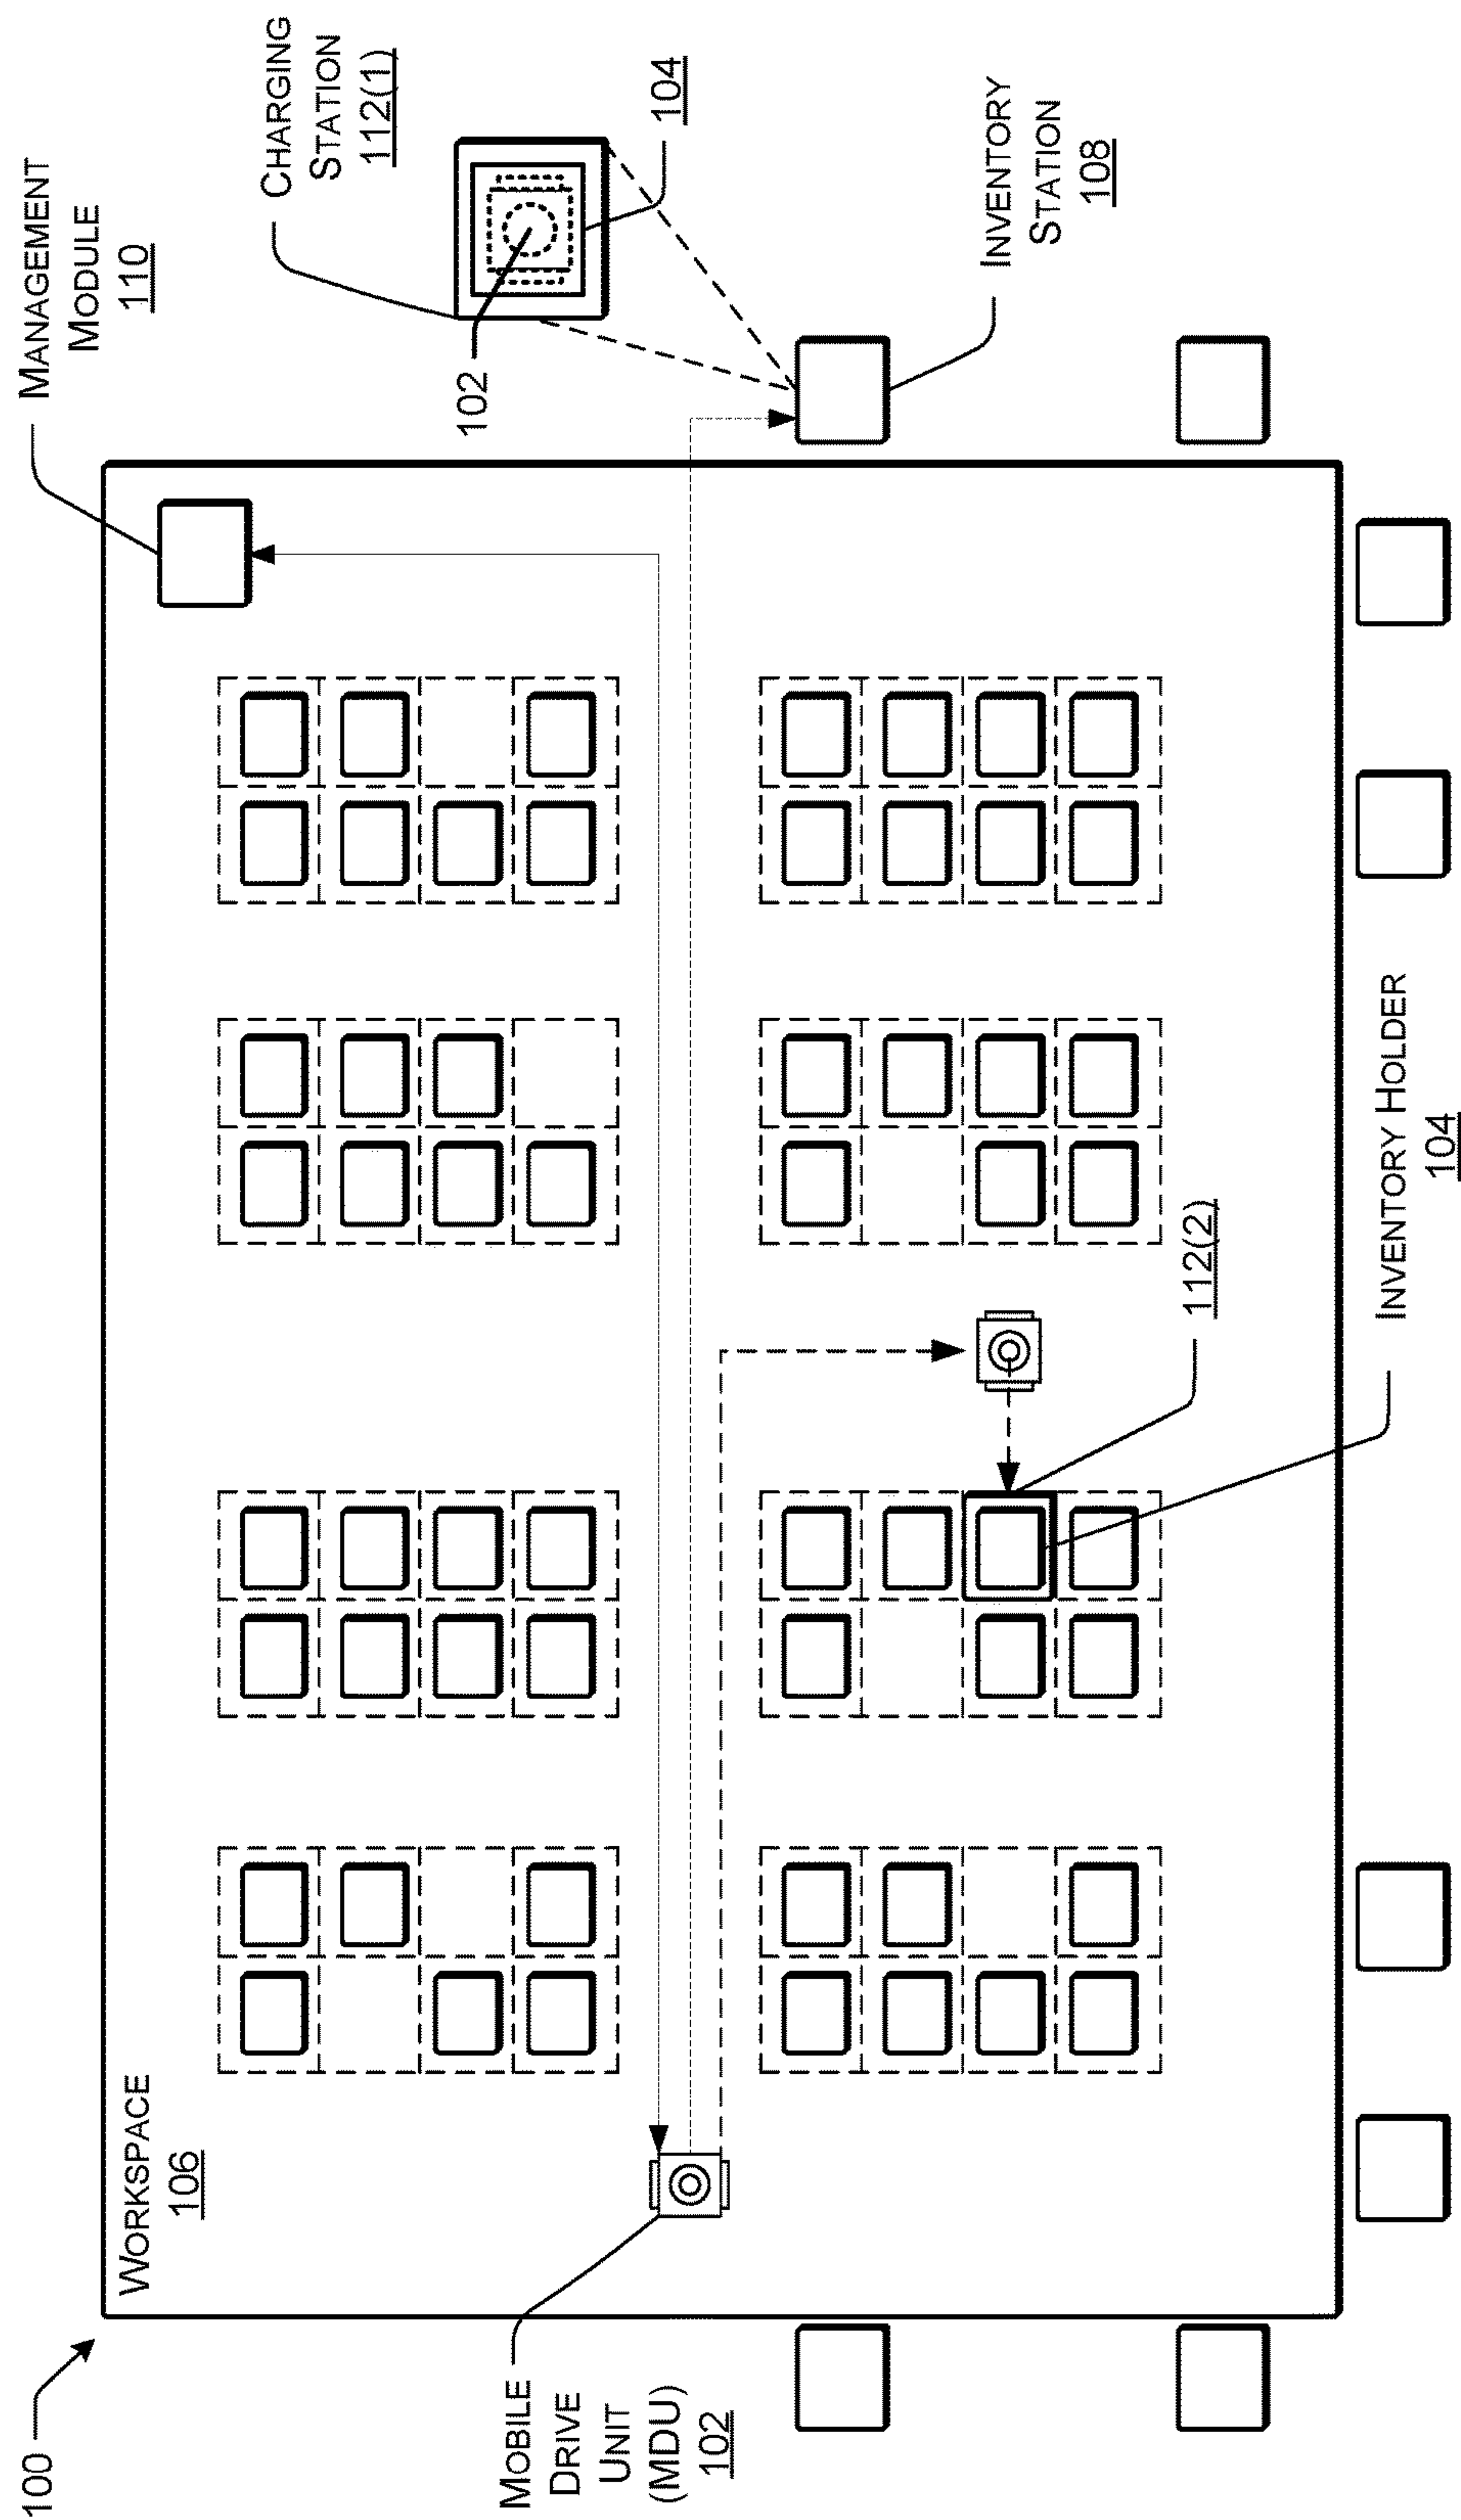 100
WORKSPACE
106
MANAGEMENT
MODULE
110
CHARGING
STATION
112(1)
104
102
INVENTORY
STATION
108
MOBILE
DRIVE
UNIT
(MDU)
102
112(2)
INVENTORY HOLDER
104